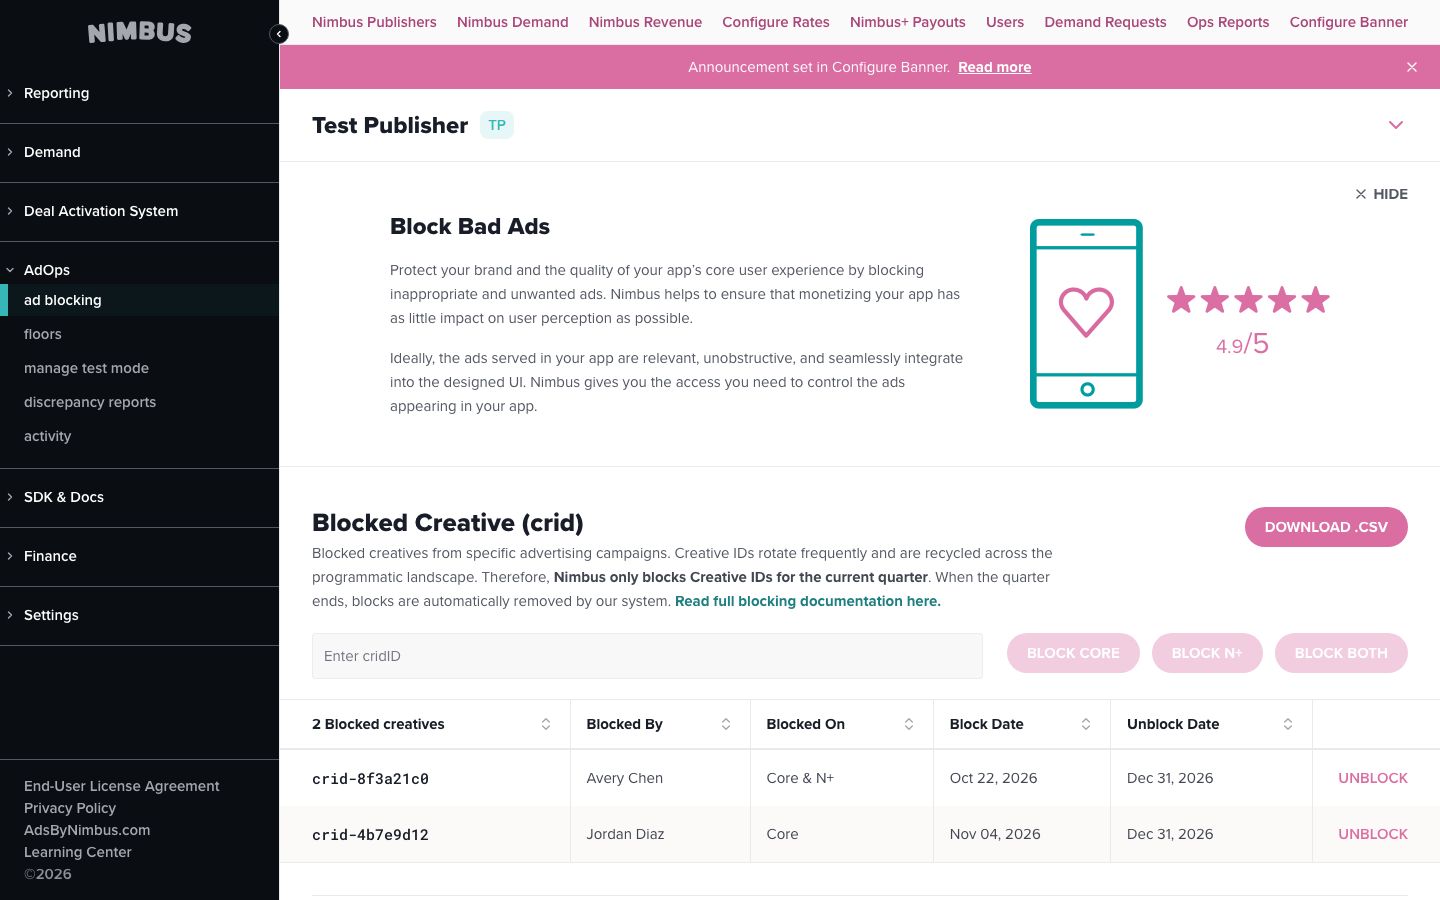 NIMBUS
Nimbus Publishers
Nimbus Demand
Nimbus Revenue
Configure Rates
Nimbus+ Payouts
Users
Demand Requests
Ops Reports
Configure Banner
Announcement set in Configure Banner. Read more
Reporting
Demand
Deal Activation System
AdOps
ad blocking
floors
manage test mode
discrepancy reports
activity
SDK & Docs
Finance
Settings
End-User License Agreement
Privacy Policy
AdsByNimbus.com
Learning Center
©2026
Test Publisher TP
HIDE
Block Bad Ads
Protect your brand and the quality of your app's core user experience by blocking
inappropriate and unwanted ads. Nimbus helps to ensure that monetizing your app has
as little impact on user perception as possible.
Ideally, the ads served in your app are relevant, unobstructive, and seamlessly integrate
into the designed UI. Nimbus gives you the access you need to control the ads
appearing in your app.
4.9/5
Blocked Creative (crid)
DOWNLOAD .CSV
Blocked creatives from specific advertising campaigns. Creative IDs rotate frequently and are recycled across the
programmatic landscape. Therefore, Nimbus only blocks Creative IDs for the current quarter. When the quarter
ends, blocks are automatically removed by our system. Read full blocking documentation here.
Enter cridID
BLOCK CORE
BLOCK N+
BLOCK BOTH
2 Blocked creatives Blocked By Blocked On Block Date Unblock Date
crid-8f3a21c0 Avery Chen Core & N+ Oct 22, 2026 Dec 31, 2026 UNBLOCK
crid-4b7e9d12 Jordan Diaz Core Nov 04, 2026 Dec 31, 2026 UNBLOCK